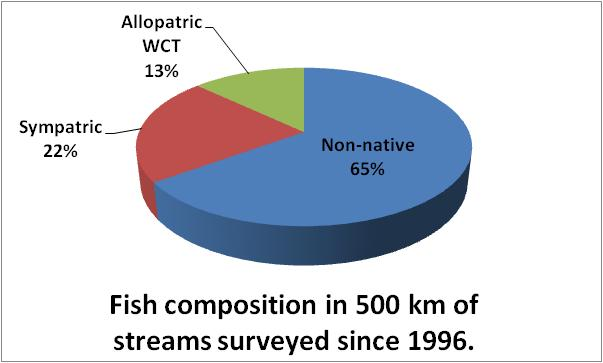 Allopatric
WCT
13%
Sympatric
22%
Non-native
65%
Fish composition in 500 km of
streams surveyed since 1996.